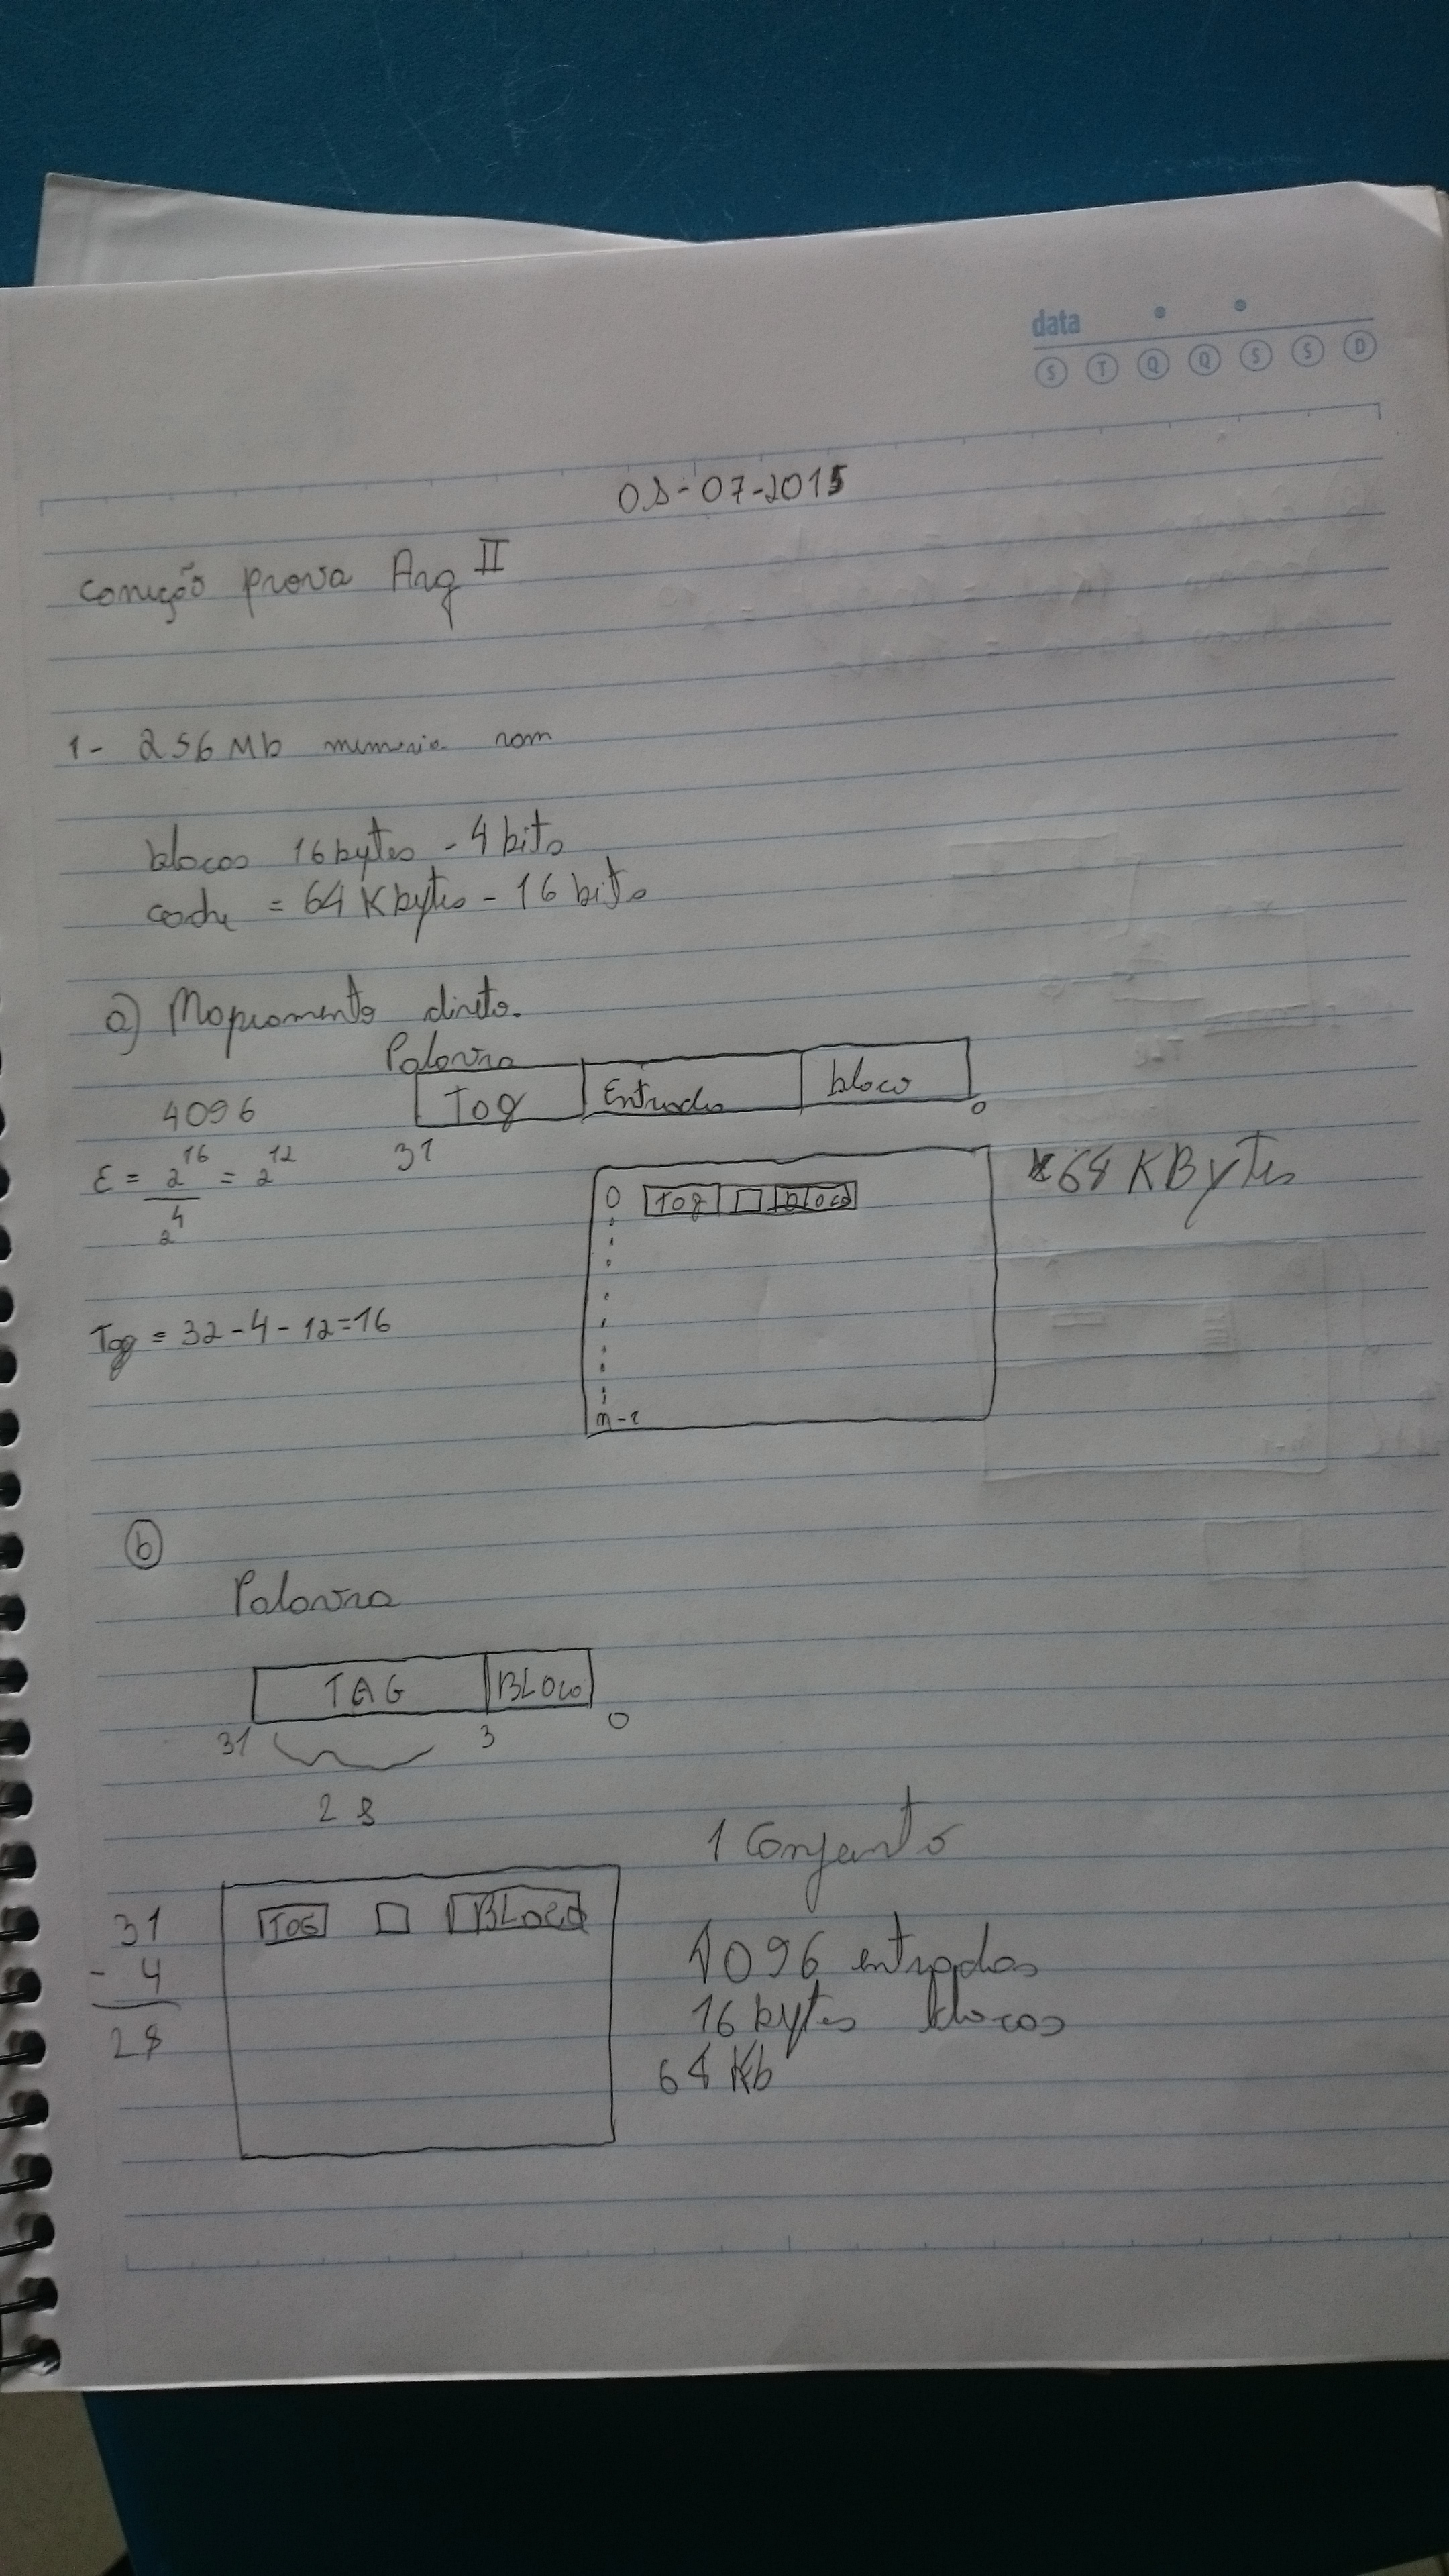 data
S T Q Q S S D
08-07-2015
correção prova Arq II
1- 256 Mb memoria ram
blocos 16 bytes - 4 bits
cache = 64 Kbytes - 16 bits
a) Mapeamento direto.
Palavra
Tag Entrada bloco
31 0
4096
E = 2^16 / 2^4 = 2^12
0 Tag bloco
64 KBytes
Tag = 32-4-12=16
n-1
b
Palavra
TAG BLOCO
31 3 0
28
1 Conjunto
TAG BLOCO
31
- 4
28
4096 entradas
16 bytes blocos
64 Kb